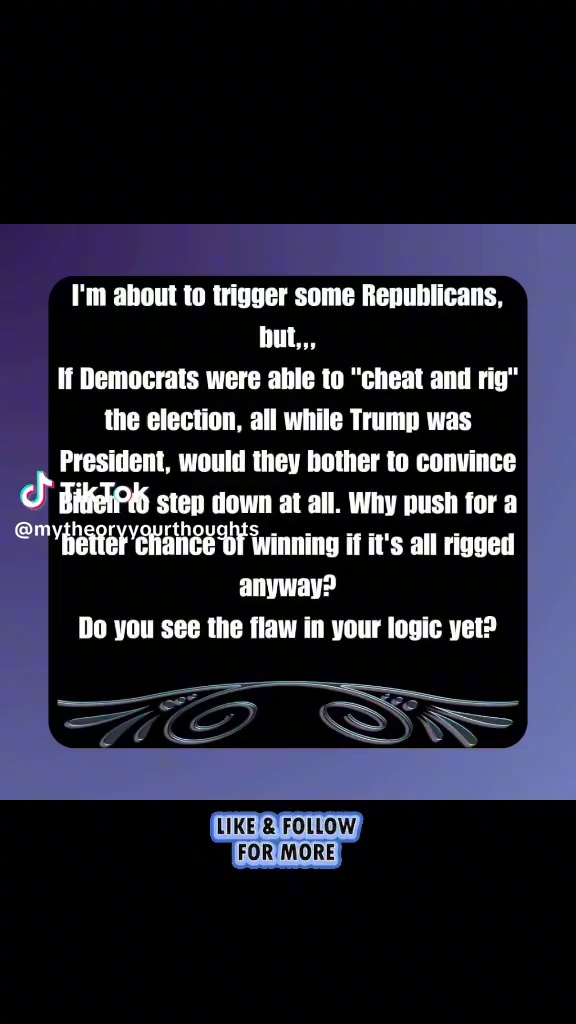 I'm about to trigger some Republicans,
but,,,
If Democrats were able to "cheat and rig"
the election, all while Trump was
President, would they bother to convince
Biden to step down at all. Why push for a
better chance of winning if it's all rigged
anyway?
Do you see the flaw in your logic yet?
TikTok
@mytheoryyourthoughts
LIKE & FOLLOW
FOR MORE